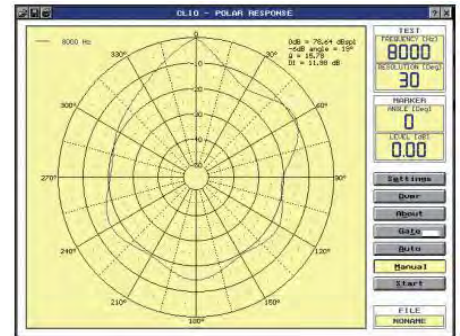 CLIO - POLAR RESPONSE
8000 Hz
0dB = 76.64 dBspl
-6dB angle = 19°
Q = 15.78
DI = 11.98 dB
0
330°
30°
300°
60°
270°
90°
240°
120°
210°
150°
180°
TEST
FREQUENCY [Hz]
8000
RESOLUTION [Deg]
30
MARKER
ANGLE [Deg]
0
LEVEL [dB]
0.00
Settings
Over
About
Gate
Auto
Manual
Start
FILE
NONAME